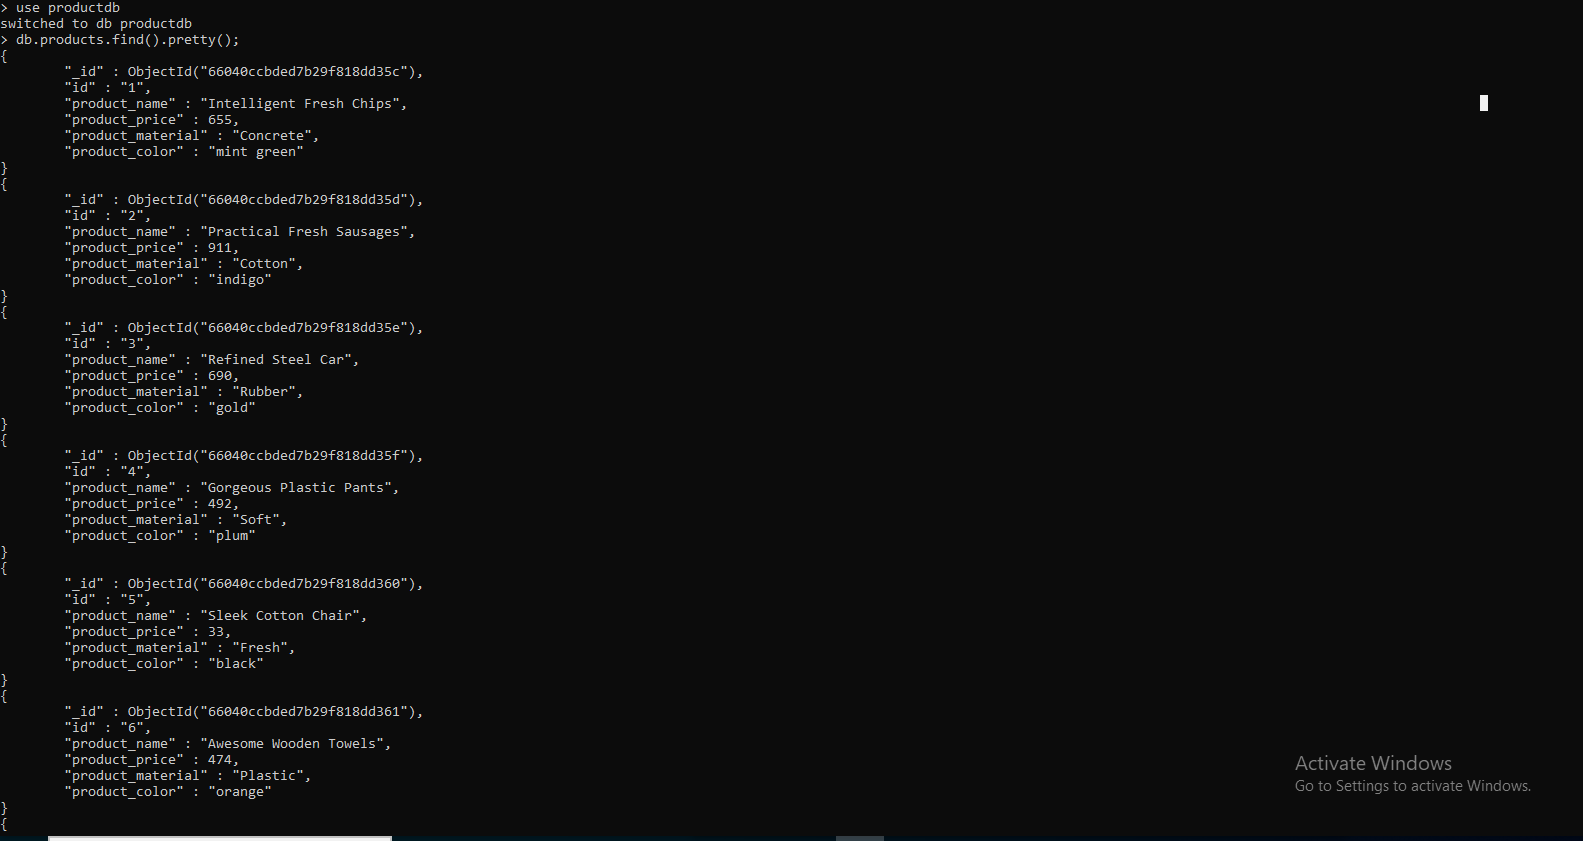 > use productdb
switched to db productdb
> db.products.find().pretty();
{
        "_id" : ObjectId("66040ccbded7b29f818dd35c"),
        "id" : "1",
        "product_name" : "Intelligent Fresh Chips",
        "product_price" : 655,
        "product_material" : "Concrete",
        "product_color" : "mint green"
}
{
        "_id" : ObjectId("66040ccbded7b29f818dd35d"),
        "id" : "2",
        "product_name" : "Practical Fresh Sausages",
        "product_price" : 911,
        "product_material" : "Cotton",
        "product_color" : "indigo"
}
{
        "_id" : ObjectId("66040ccbded7b29f818dd35e"),
        "id" : "3",
        "product_name" : "Refined Steel Car",
        "product_price" : 690,
        "product_material" : "Rubber",
        "product_color" : "gold"
}
{
        "_id" : ObjectId("66040ccbded7b29f818dd35f"),
        "id" : "4",
        "product_name" : "Gorgeous Plastic Pants",
        "product_price" : 492,
        "product_material" : "Soft",
        "product_color" : "plum"
}
{
        "_id" : ObjectId("66040ccbded7b29f818dd360"),
        "id" : "5",
        "product_name" : "Sleek Cotton Chair",
        "product_price" : 33,
        "product_material" : "Fresh",
        "product_color" : "black"
}
{
        "_id" : ObjectId("66040ccbded7b29f818dd361"),
        "id" : "6",
        "product_name" : "Awesome Wooden Towels",
        "product_price" : 474,
        "product_material" : "Plastic",
        "product_color" : "orange"
}
{
Activate Windows
Go to Settings to activate Windows.